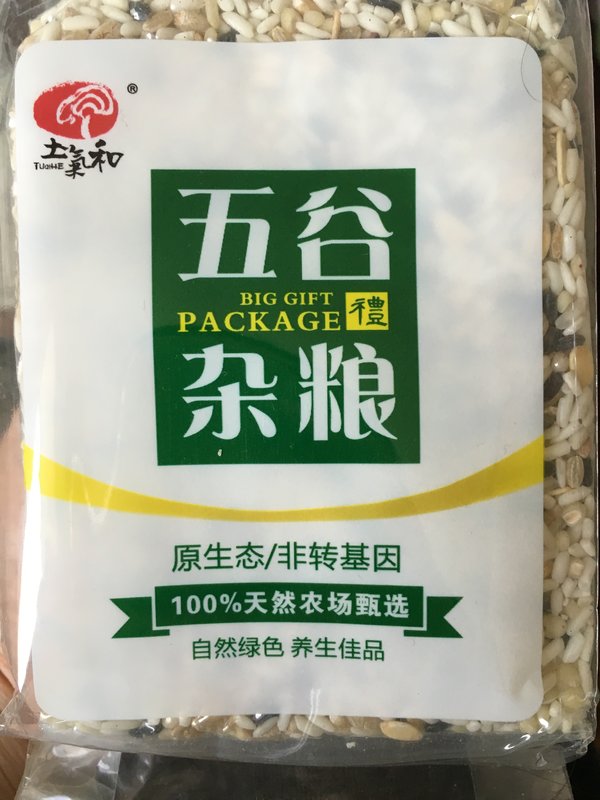 ®
土氣和
五谷
BIG GIFT
PACKAGE 禮
杂粮
原生态/非转基因
100%天然农场甄选
自然绿色 养生佳品